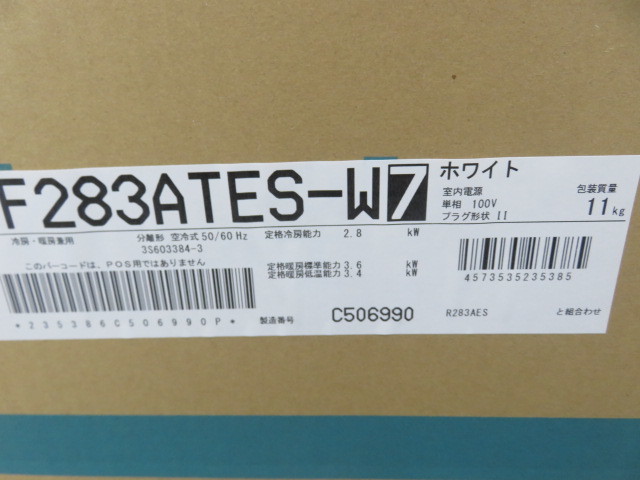 F283ATES-W7
ホワイト
室内電源
単相 100V
プラグ形状 II
包装質量
11kg
冷房・暖房兼用
分離形 空冷式 50/60 Hz
3S603384-3
定格冷房能力 2.8 kW
このバーコードは、POS用ではありません
定格暖房標準能力 3.6 kW
定格暖房低温能力 3.4 kW
4573535235385
*235386C506990P*
製造番号 C506990
R283AES と組合わせ